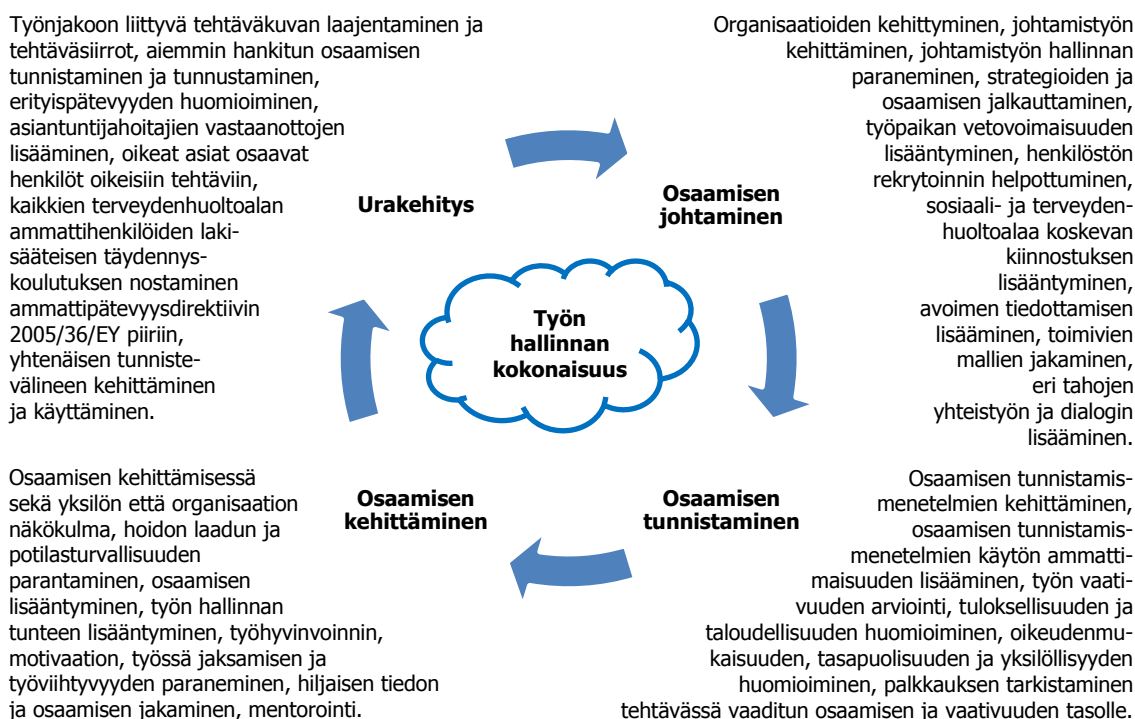 Työnjakoon liittyvä tehtäväkuvan laajentaminen ja
tehtäväsiirrot, aiemmin hankitun osaamisen
tunnistaminen ja tunnustaminen,
erityispätevyyden huomioiminen,
asiantuntijahoitajien vastaanottojen
lisääminen, oikeat asiat osaavat
henkilöt oikeisiin tehtäviin,
kaikkien terveydenhuoltoalan
ammattihenkilöiden laki-
sääteisen täydennys-
koulutuksen nostaminen
ammattipätevyysdirektiivin
2005/36/EY piiriin,
yhtenäisen tunniste-
välineen kehittäminen
ja käyttäminen.
Organisaatioiden kehittyminen, johtamistyön
kehittäminen, johtamistyön hallinnan
paraneminen, strategioiden ja
osaamisen jalkauttaminen,
työpaikan vetovoimaisuuden
lisääntyminen, henkilöstön
rekrytoinnin helpottuminen,
sosiaali- ja terveyden-
huoltoalaa koskevan
kiinnostuksen
lisääntyminen,
avoimen tiedottamisen
lisääminen, toimivien
mallien jakaminen,
eri tahojen
yhteistyön ja dialogin
lisääminen.
Urakehitys
Osaamisen
johtaminen
Työn
hallinnan
kokonaisuus
Osaamisen
kehittäminen
Osaamisen
tunnistaminen
Osaamisen kehittämisessä
sekä yksilön että organisaation
näkökulma, hoidon laadun ja
potilasturvallisuuden
parantaminen, osaamisen
lisääntyminen, työn hallinnan
tunteen lisääntyminen, työhyvinvoinnin,
motivaation, työssä jaksamisen ja
työviihtyvyyden paraneminen, hiljaisen tiedon
ja osaamisen jakaminen, mentorointi.
Osaamisen tunnistamis-
menetelmien kehittäminen,
osaamisen tunnistamis-
menetelmien käytön ammatti-
maisuuden lisääminen, työn vaati-
vuuden arviointi, tuloksellisuuden ja
taloudellisuuden huomioiminen, oikeudenmu-
kaisuuden, tasapuolisuuden ja yksilöllisyyden
huomioiminen, palkkauksen tarkistaminen
tehtävässä vaaditun osaamisen ja vaativuuden tasolle.